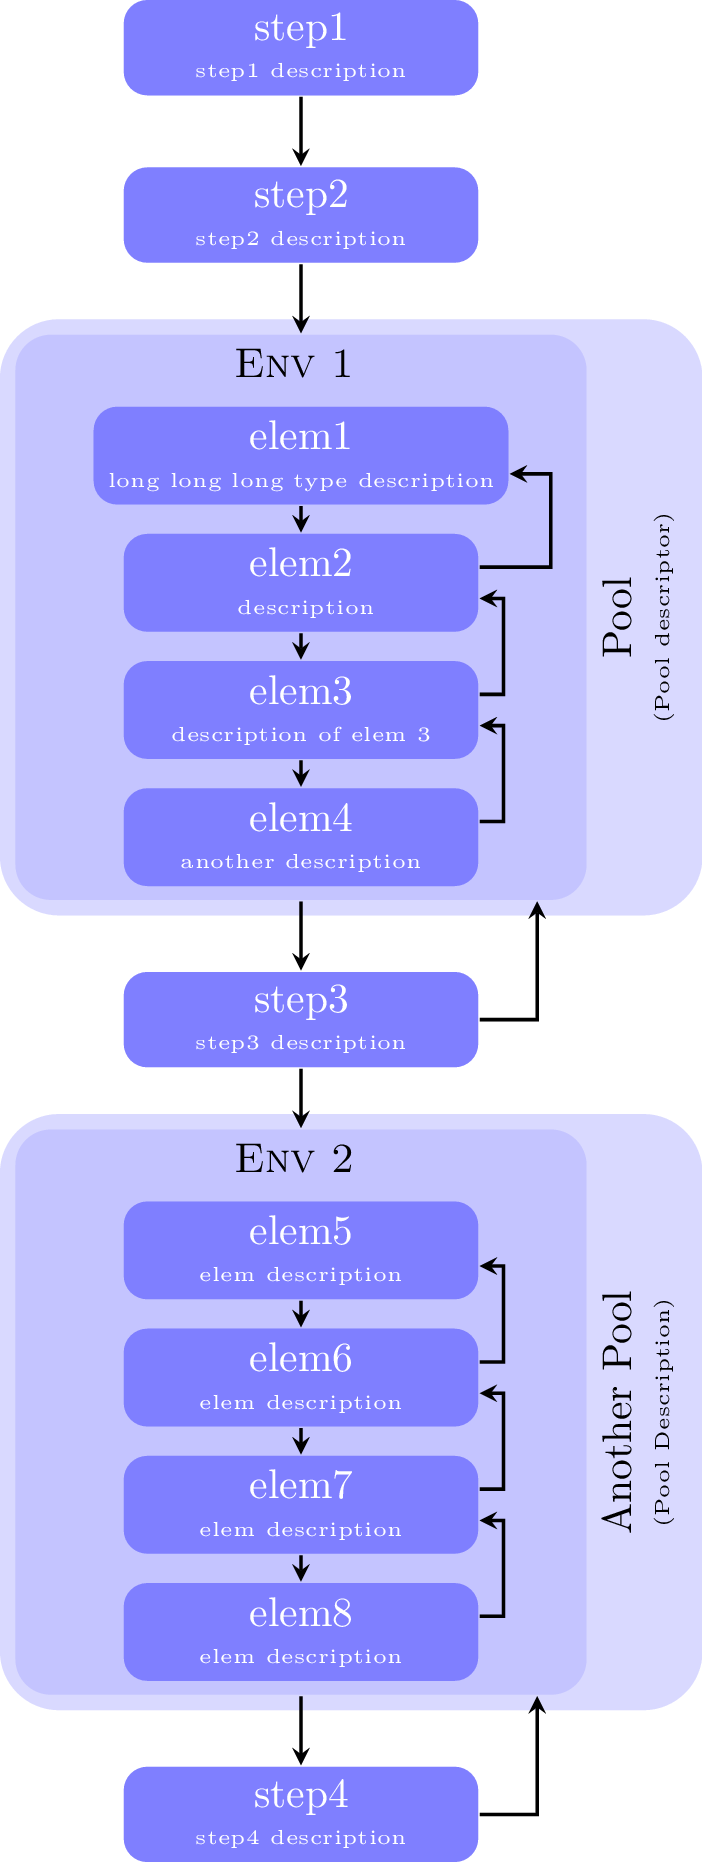 step1
step1 description
step2
step2 description
Env 1
elem1
long long long type description
elem2
description
elem3
description of elem 3
elem4
another description
Pool
(Pool descriptor)
step3
step3 description
Env 2
elem5
elem description
elem6
elem description
elem7
elem description
elem8
elem description
Another Pool
(Pool Description)
step4
step4 description